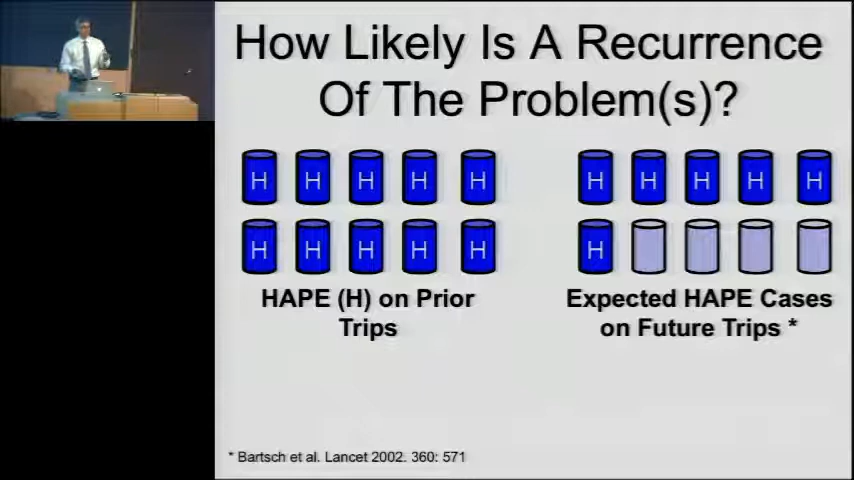 How Likely Is A Recurrence
Of The Problem(s)?
H H H H H
H H H H H
HAPE (H) on Prior
Trips
H H H H H
H
Expected HAPE Cases
on Future Trips *
* Bartsch et al. Lancet 2002. 360: 571